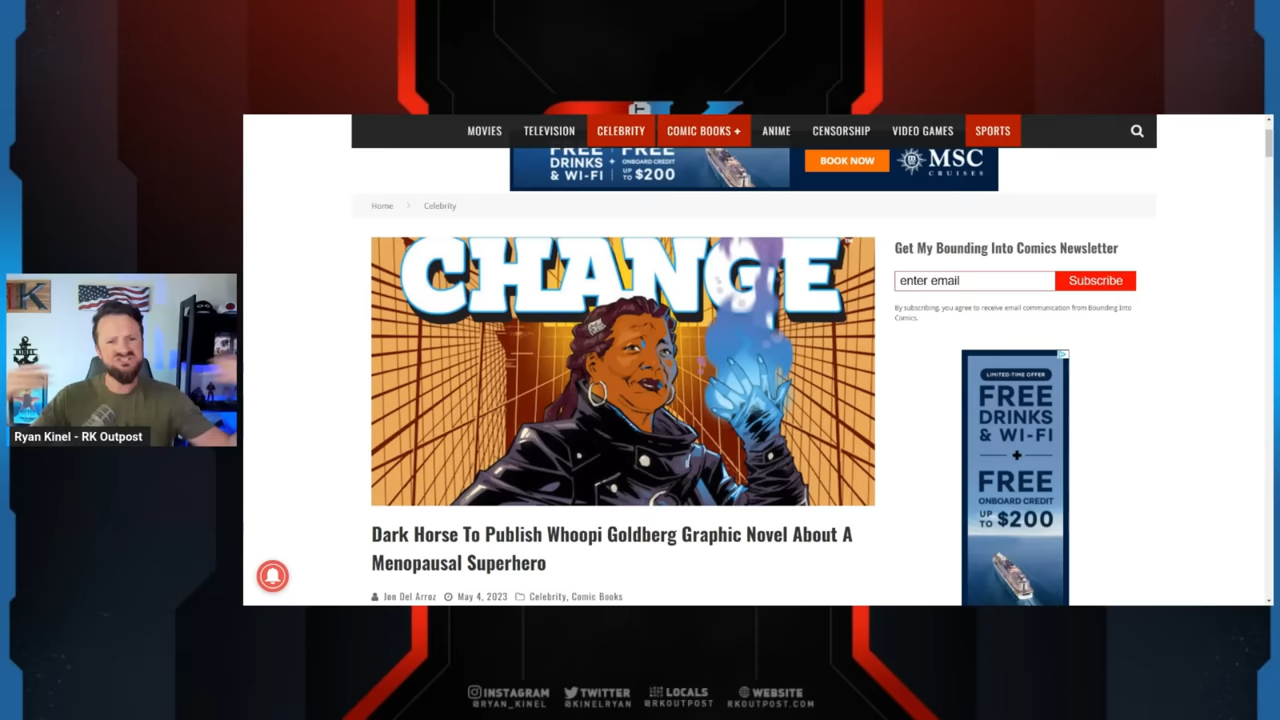 MOVIES TELEVISION CELEBRITY COMIC BOOKS + ANIME CENSORSHIP VIDEO GAMES SPORTS
FREE FREE
DRINKS + ONBOARD CREDIT
& WI-FI UP TO $200
BOOK NOW
MSC
CRUISES
Home > Celebrity
CHANGE
Get My Bounding Into Comics Newsletter
enter email
Subscribe
By subscribing, you agree to receive email communication from Bounding Into
Comics.
LIMITED-TIME OFFER
FREE
DRINKS
& WI-FI
+
FREE
ONBOARD CREDIT
UP TO $200
Dark Horse To Publish Whoopi Goldberg Graphic Novel About A
Menopausal Superhero
Jon Del Arroz May 4, 2023 Celebrity, Comic Books
K
KINEL
Ryan Kinel - RK Outpost
INSTAGRAM
@RYAN_KINEL
TWITTER
@KINELRYAN
LOCALS
@RKOUTPOST
WEBSITE
RKOUTPOST.COM